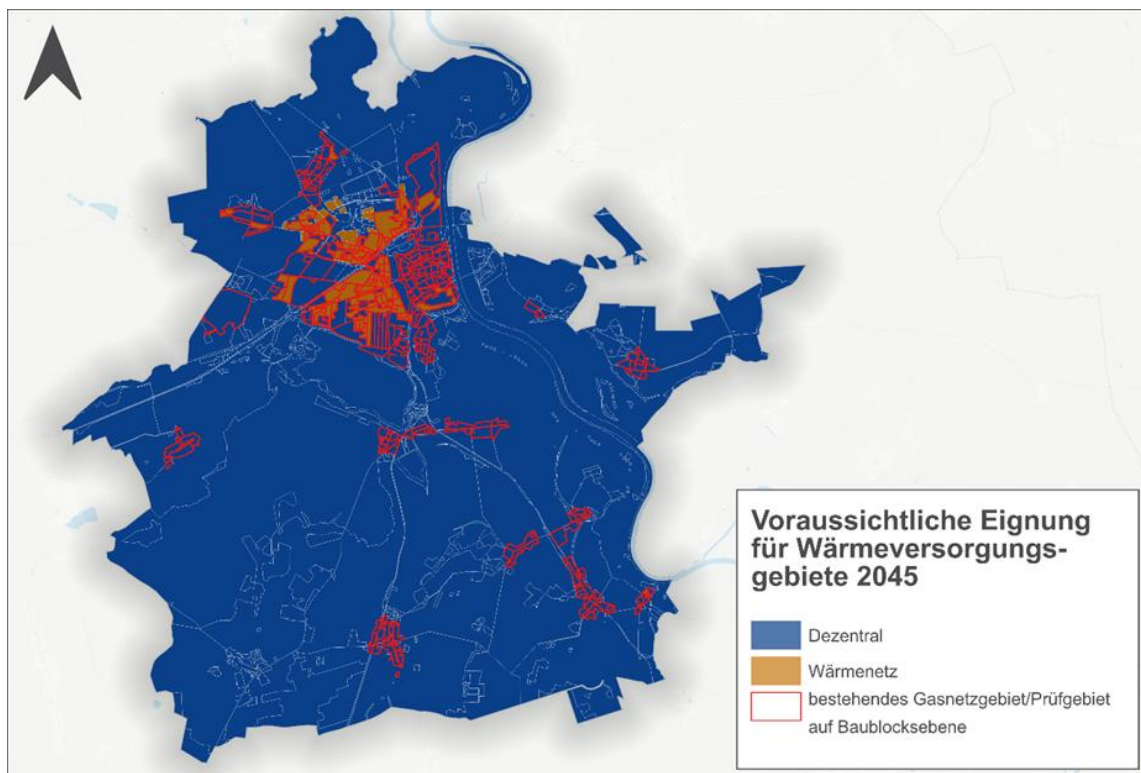 Voraussichtliche Eignung
für Wärmeversorgungs-
gebiete 2045
Dezentral
Wärmenetz
bestehendes Gasnetzgebiet/Prüfgebiet
auf Baublocksebene